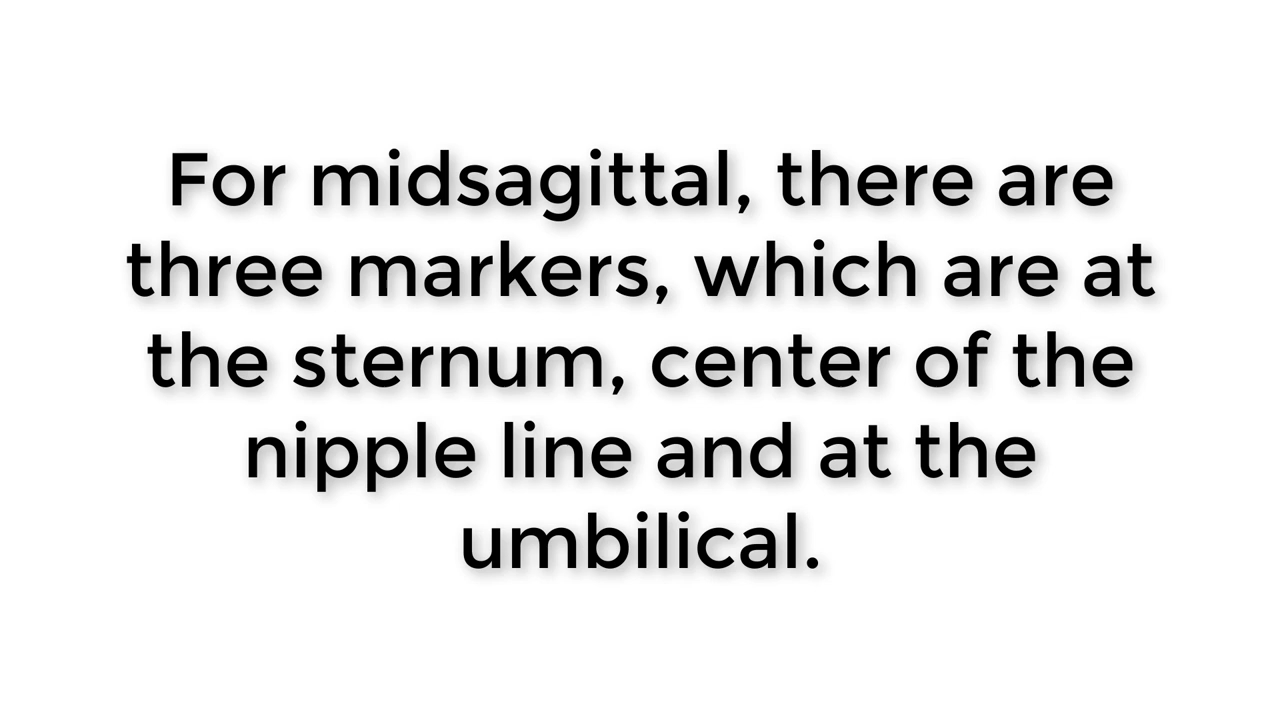 For midsagittal, there are
three markers, which are at
the sternum, center of the
nipple line and at the
umbilical.